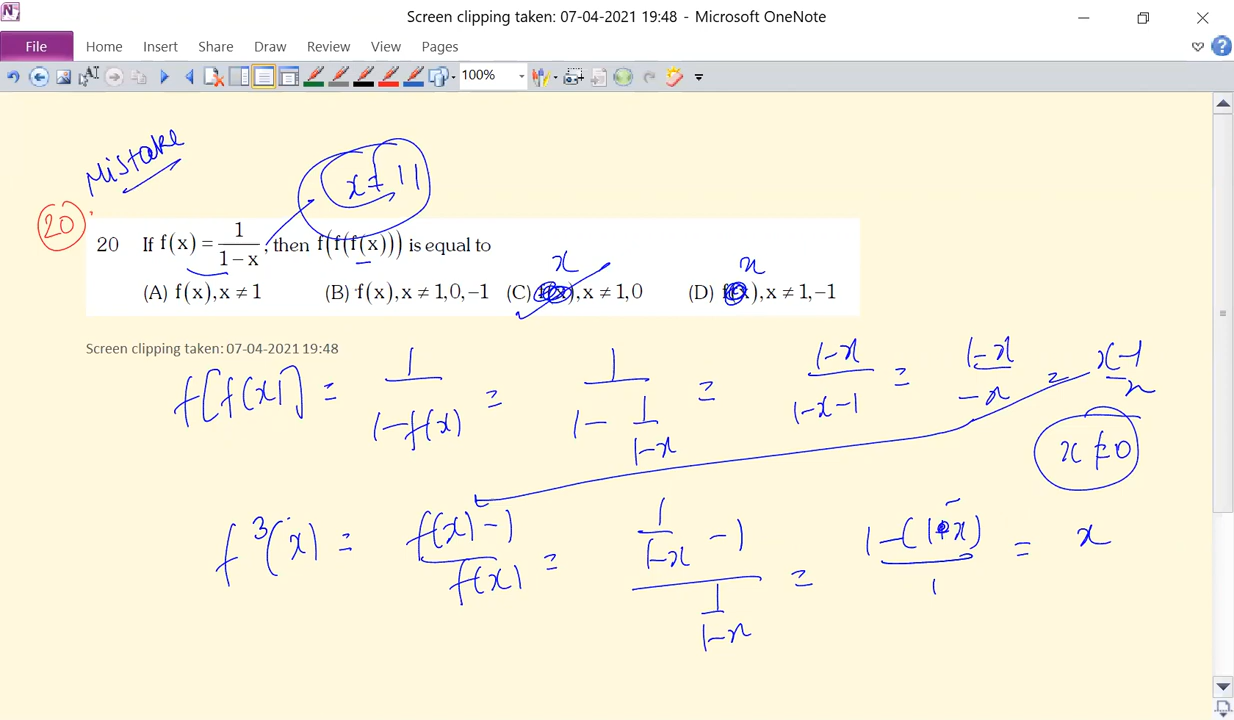 Screen clipping taken: 07-04-2021 19:48 - Microsoft OneNote
File Home Insert Share Draw Review View Pages
100%
Mistake
x ≠ 1
20
20 If f(x) = 1/(1-x), then f(f(f(x))) is equal to
x x
(A) f(x), x ≠ 1 (B) f(x), x ≠ 1, 0, -1 (C) , x ≠ 1, 0 (D) x), x ≠ 1, -1
Screen clipping taken: 07-04-2021 19:48
f[f(x)] = 1/(1-f(x)) = 1/(1 - 1/(1-x)) = (1-x)/(1-x-1) = (1-x)/(-x) = (x-1)/x
x ≠ 0
f³(x) = (f(x)-1)/f(x) = (1/(1-x) - 1)/(1/(1-x)) = (1-(1-x))/1 = x